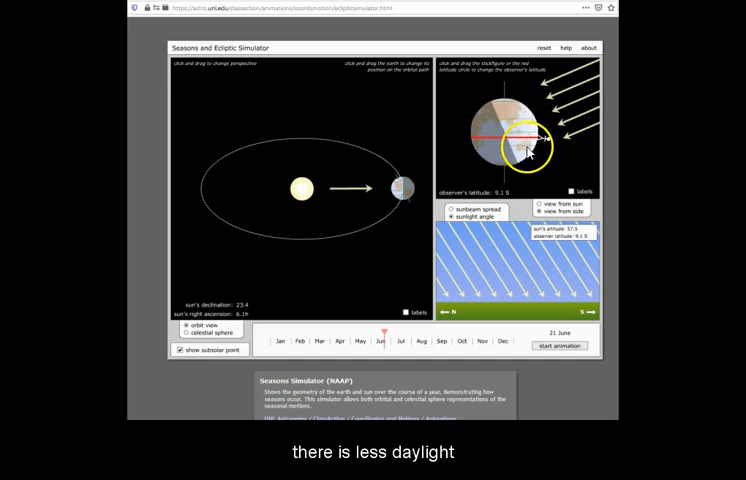 https://astro.unl.edu/classaction/animations/coordsmotion/eclipticsimulator.html
Seasons and Ecliptic Simulator
reset help about
click and drag to change perspective
click and drag the earth to change its
position on the orbital path
click and drag the stickfigure or the red
latitude circle to change the observer's latitude
observer's latitude: 9.1 S
labels
sunbeam spread
sunlight angle
view from sun
view from side
sun's altitude: 57.5
observer latitude: 9.1 S
N
S
sun's declination: 23.4
sun's right ascension: 6.1h
labels
orbit view
celestial sphere
show subsolar point
Jan Feb Mar Apr May Jun Jul Aug Sep Oct Nov Dec
21 June
start animation
Seasons Simulator (NAAP)
Shows the geometry of the earth and sun over the course of a year, demonstrating how
seasons occur. This simulator allows both orbital and celestial sphere representations of the
seasonal motions.
UNL Astronomy / ClassAction / Coordinates and Motions / Animations
there is less daylight